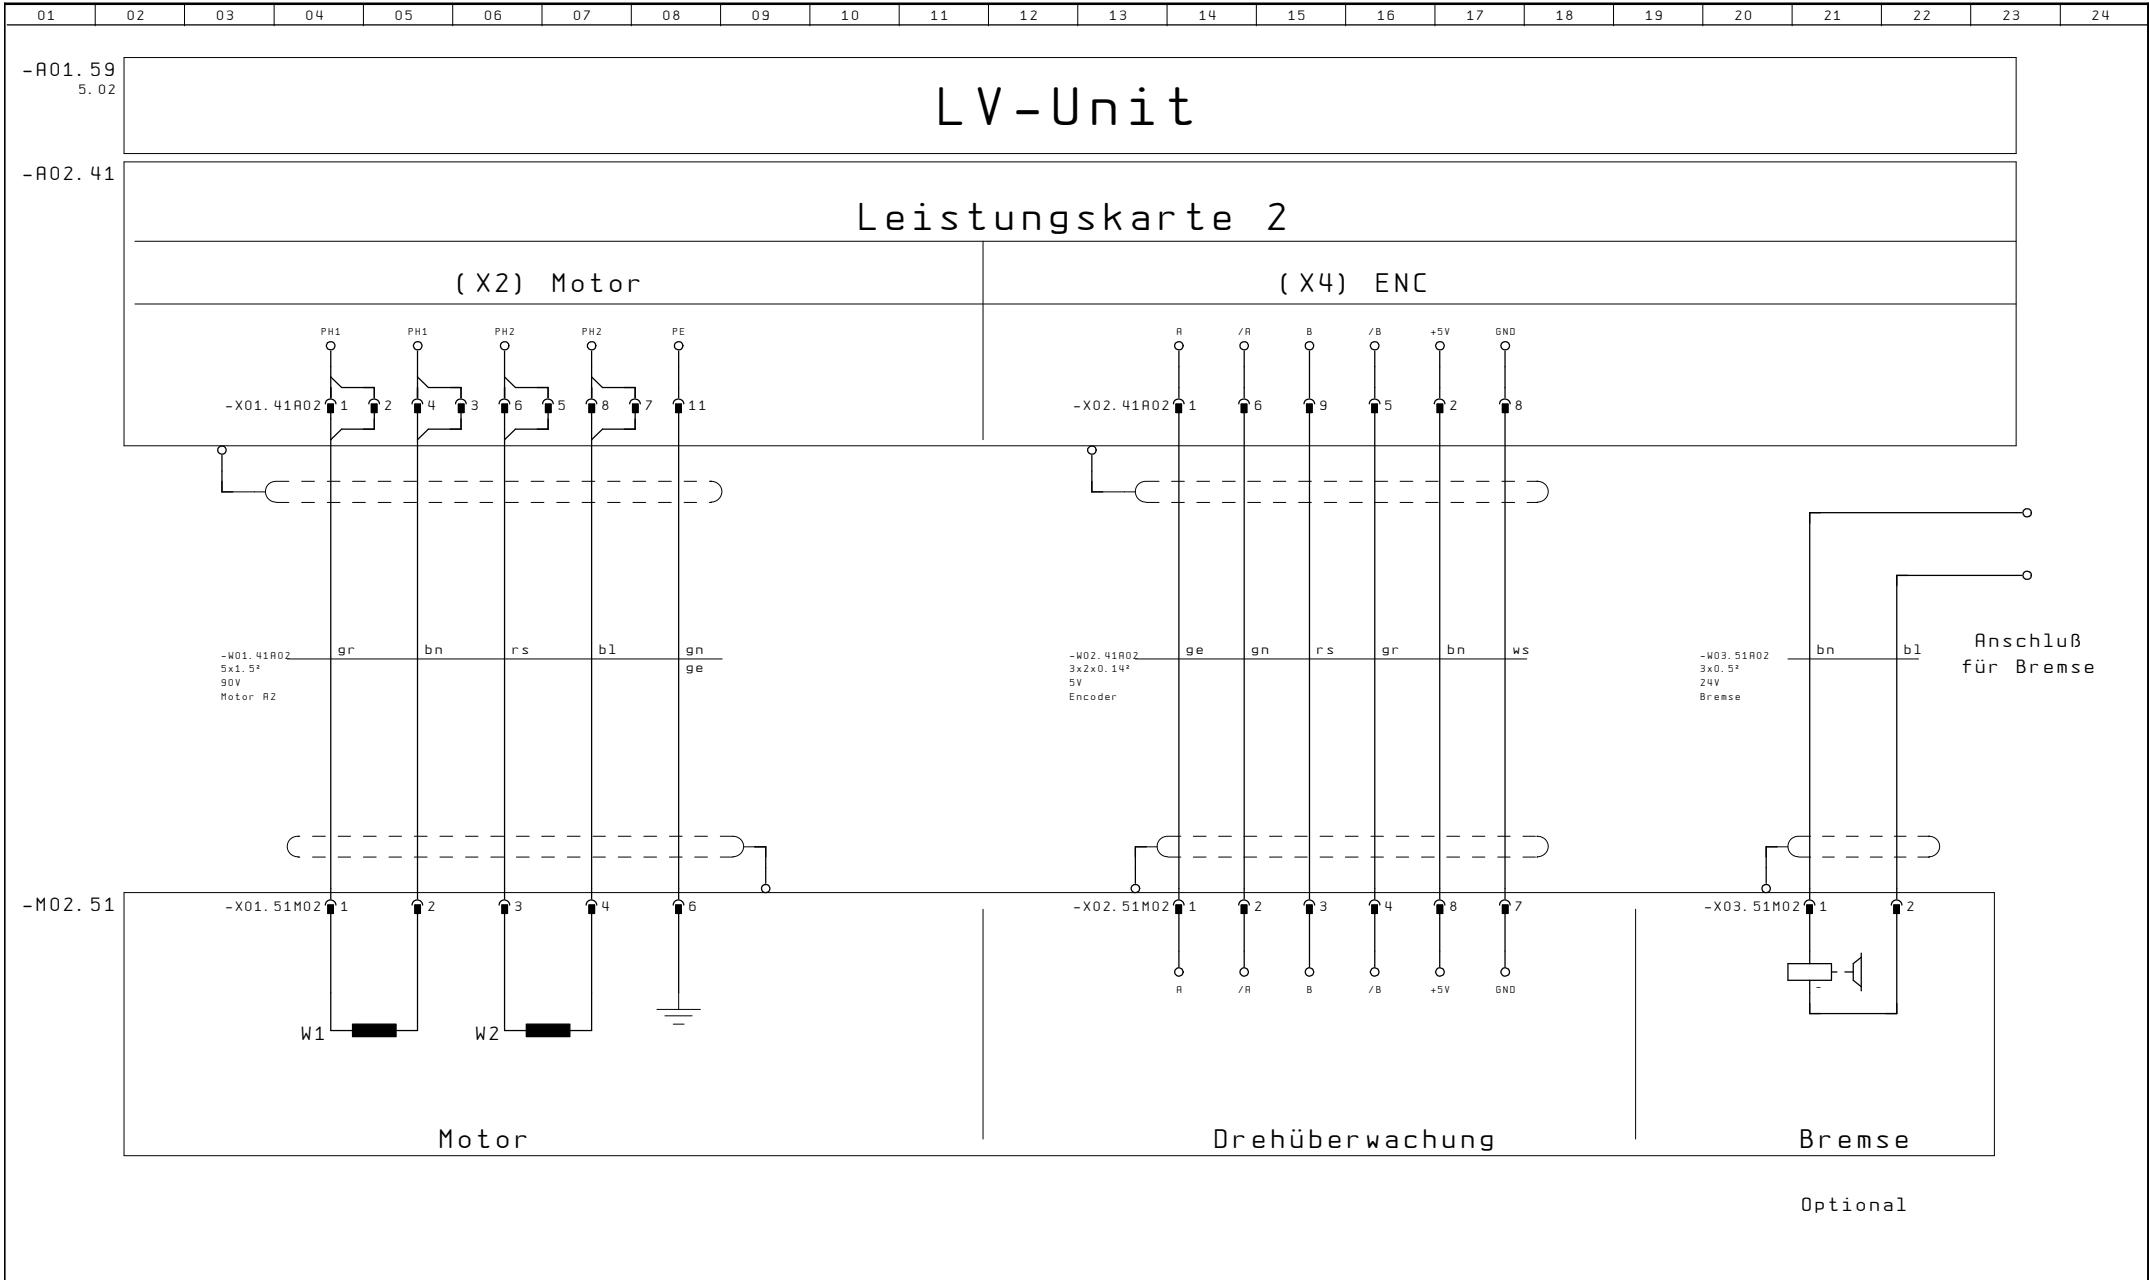 01 02 03 04 05 06 07 08 09 10 11 12 13 14 15 16 17 18 19 20 21 22 23 24
-A01.59
5.02
LV-Unit
-A02.41
Leistungskarte 2
(X2) Motor (X4) ENC
PH1 PH1 PH2 PH2 PE A /A B /B +5V GND
-X01.41A02 1 2 4 3 6 5 8 7 11 -X02.41A02 1 6 9 5 2 8
Anschluß
für Bremse
gr bn rs bl gn ge gn rs gr bn ws bn bl
-W01.41A02 -W02.41A02 -W03.51A02
5x1.5² ge 3x2x0.14² 3x0.5²
90V 5V 24V
Motor A2 Encoder Bremse
-M02.51
-X01.51M02 1 2 3 4 6 -X02.51M02 1 2 3 4 8 7 -X03.51M02 1 2
A /A B /B +5V GND
W1 W2
Motor Drehüberwachung Bremse
Optional